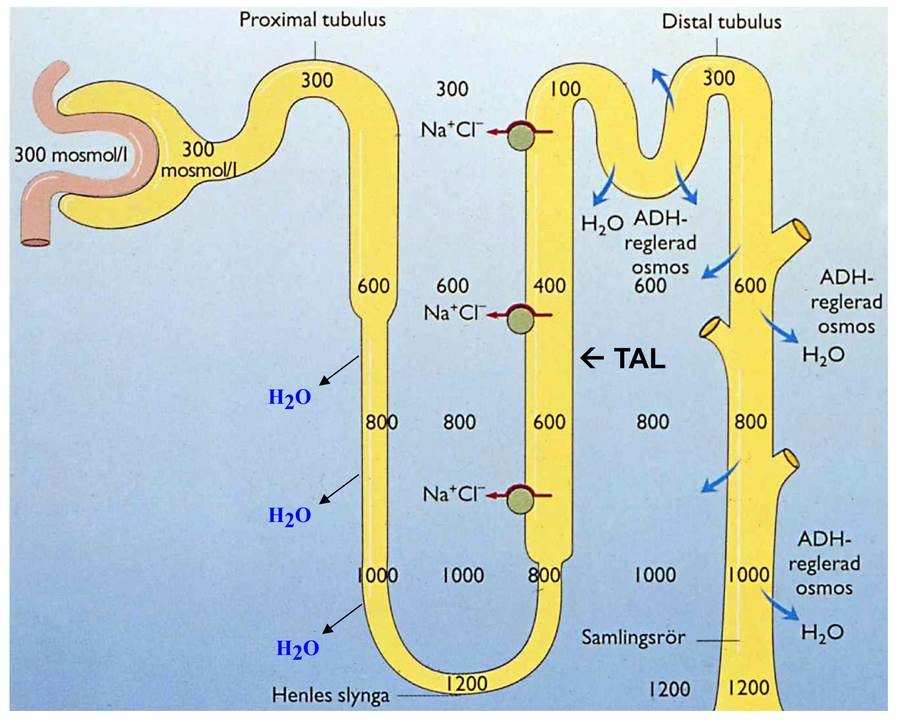 Proximal tubulus
Distal tubulus
300
300
100
300
Na⁺Cl⁻
300 mosmol/l
300
mosmol/l
H₂O
ADH-
reglerad
osmos
600
600
400
600
600
Na⁺Cl⁻
ADH-
reglerad
osmos
H₂O
← TAL
H₂O
800
800
600
800
800
Na⁺Cl⁻
H₂O
1000
1000
800
1000
1000
ADH-
reglerad
osmos
H₂O
H₂O
Samlingsrör
1200
Henles slynga
1200
1200